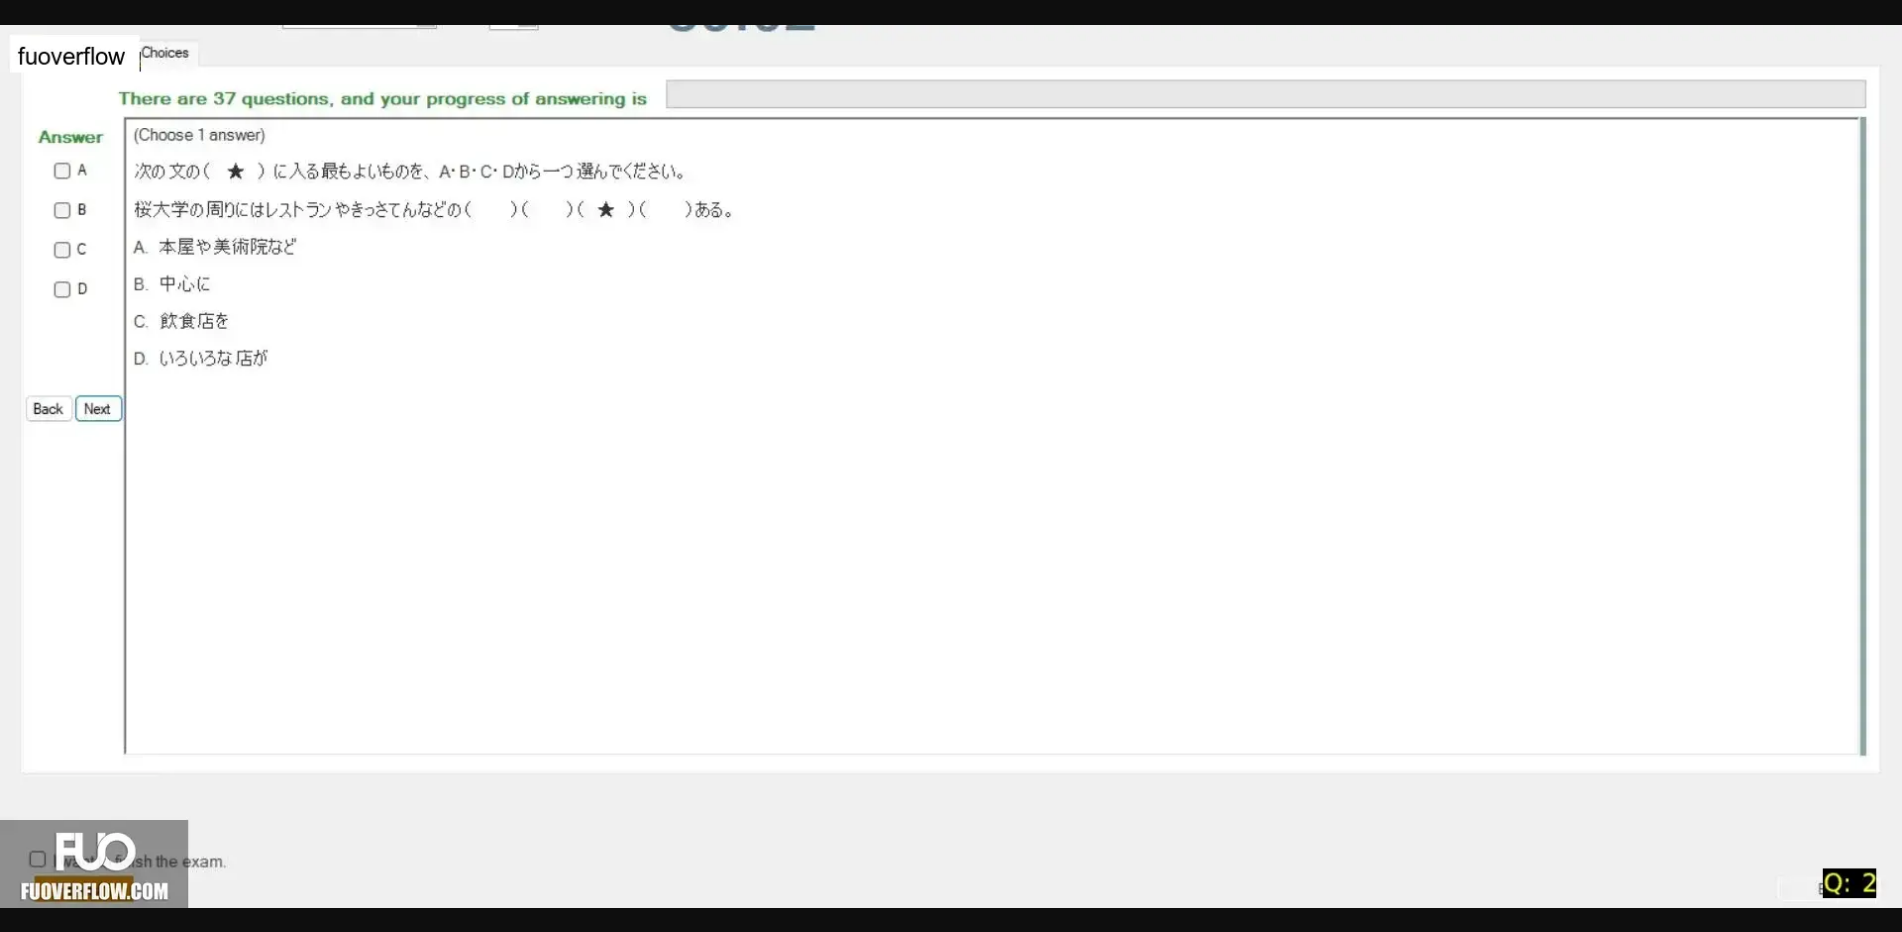 fuoverflow
Choices
There are 37 questions, and your progress of answering is
Answer
(Choose 1 answer)
A
次の文の( ★ )に入る最もよいものを、A・B・C・Dから一つ選んでください。
B
桜大学の周りにはレストランやきっさてんなどの( )( )( ★ )( )ある。
C
A. 本屋や美術院など
D
B. 中心に
C. 飲食店を
D. いろいろな店が
Back Next
FUO
the exam.
FUOVERFLOW.COM
Q: 2